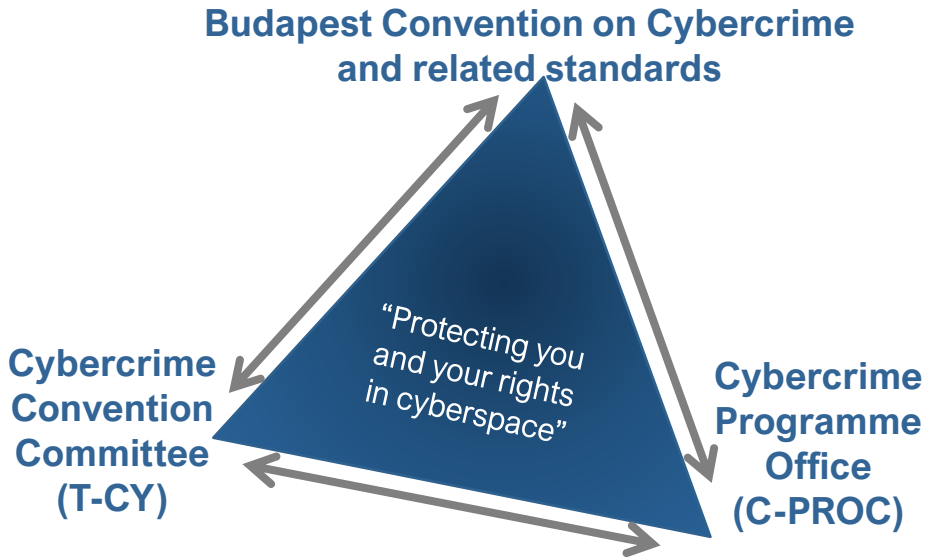 Budapest Convention on Cybercrime
and related standards
“Protecting you
and your rights
in cyberspace”
Cybercrime
Convention
Committee
(T-CY)
Cybercrime
Programme
Office
(C-PROC)